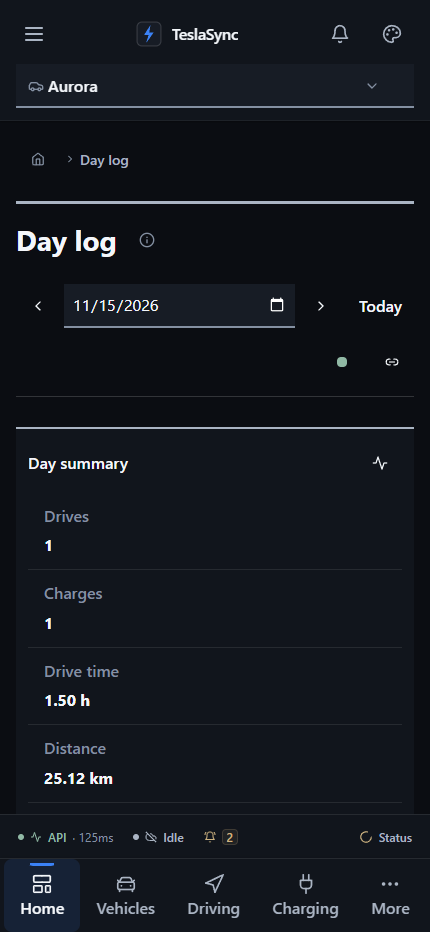 TeslaSync
Aurora
Day log
Day log
11/15/2026
Today
Day summary
Drives
1
Charges
1
Drive time
1.50 h
Distance
25.12 km
API · 125ms
Idle
2
Status
Home
Vehicles
Driving
Charging
More